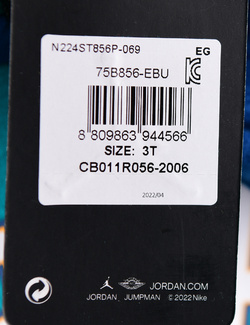 N224ST856P-069
EG
75B856-EBU
8 809863 944566
SIZE: 3T
CB011R056-2006
2022/04
JORDAN.COM
JORDAN JUMPMAN ©2022 Nike